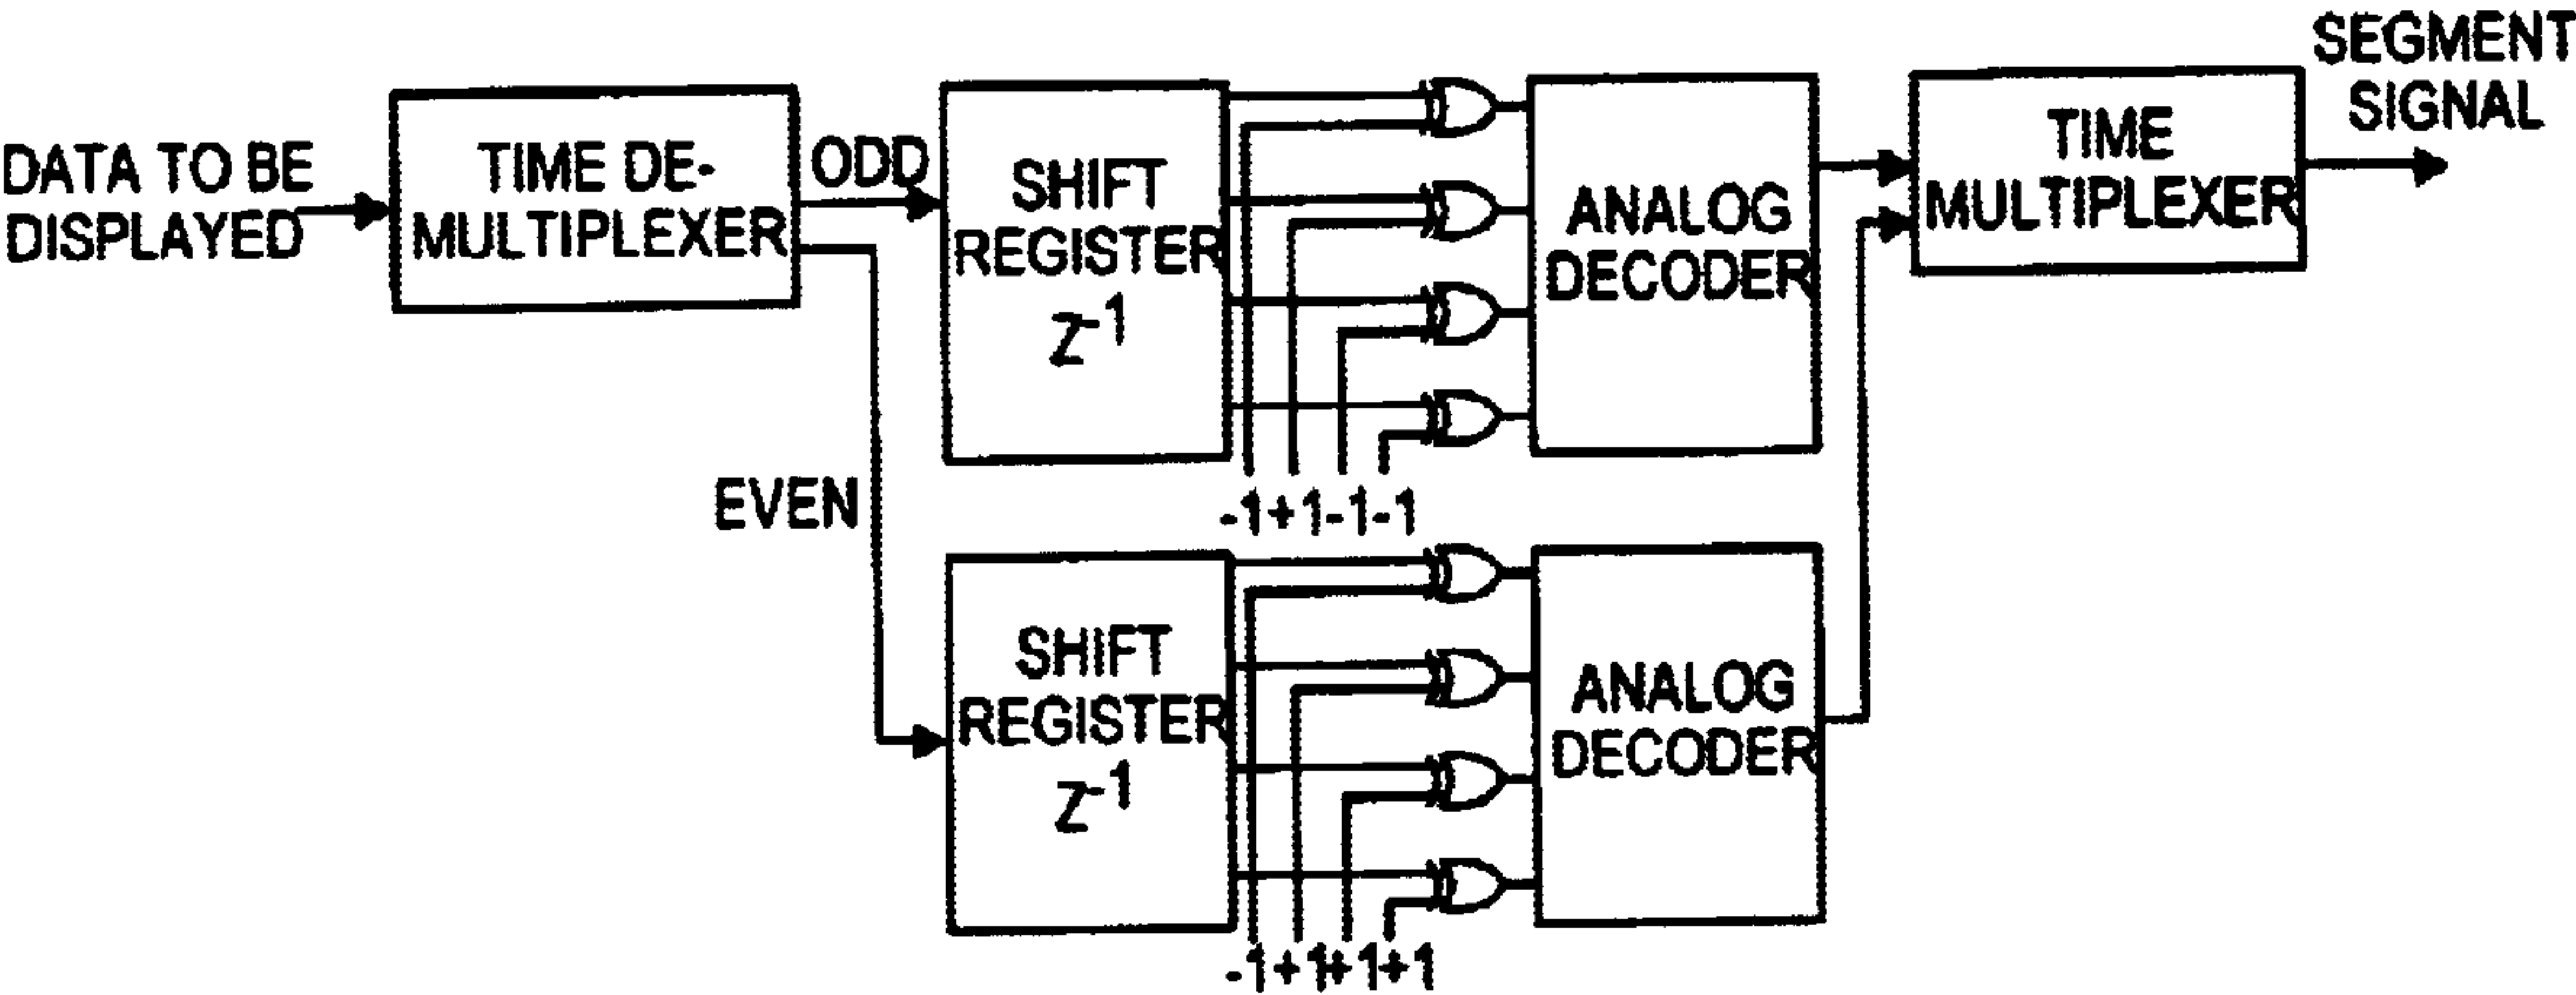 DATA TO BE
DISPLAYED
TIME DE-
MULTIPLEXER
ODD
EVEN
SHIFT
REGISTER
Z-1
-1+1-1-1
ANALOG
DECODER
TIME
MULTIPLEXER
SEGMENT
SIGNAL
SHIFT
REGISTER
Z-1
-1+1+1+1
ANALOG
DECODER